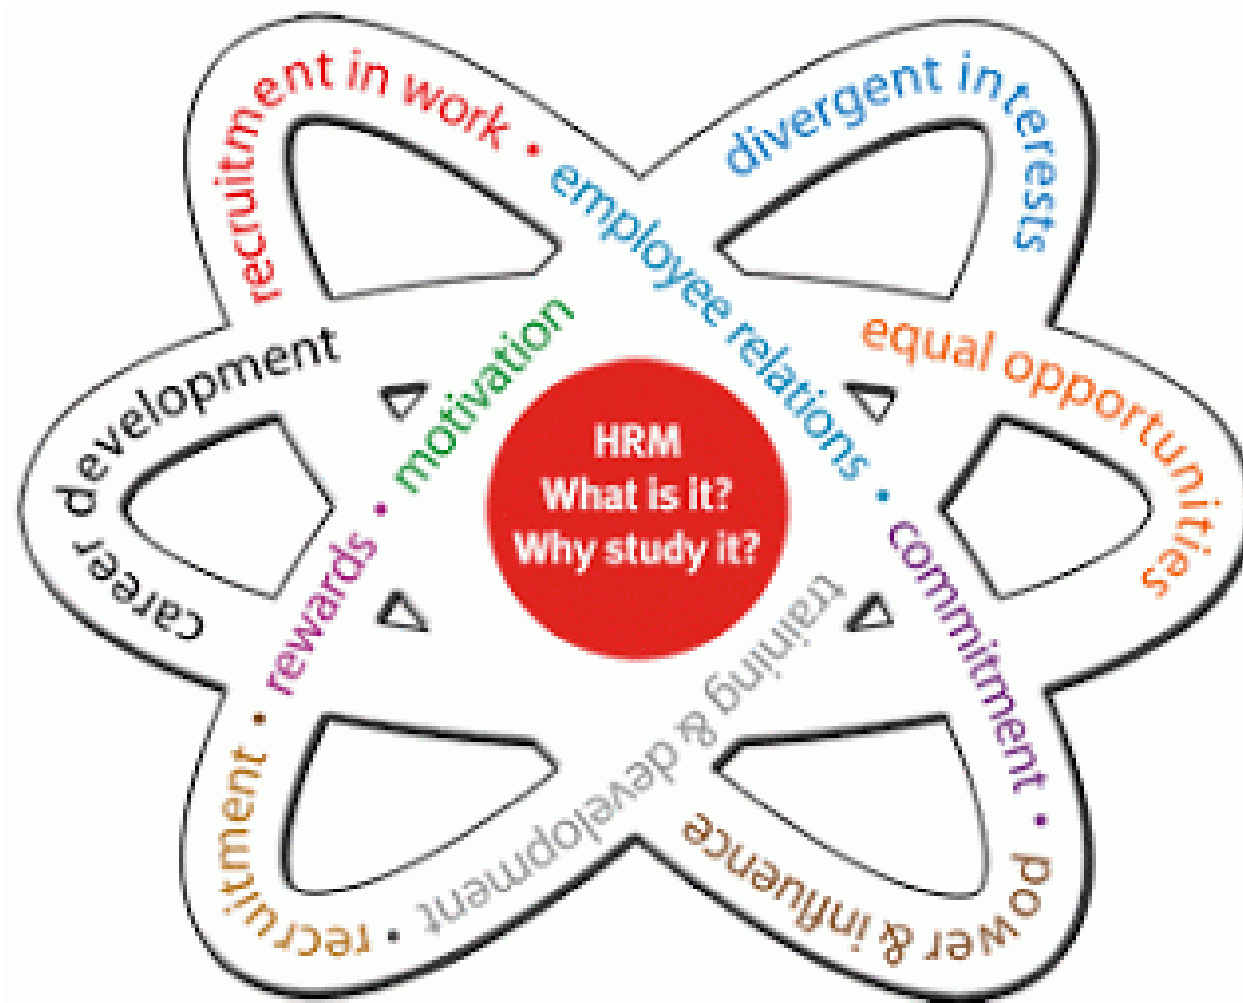 recruitment in work • employee relations • commitment • power & influence
divergent interests
equal opportunities
career development
training & development • recruitment • rewards • motivation
HRM
What is it?
Why study it?